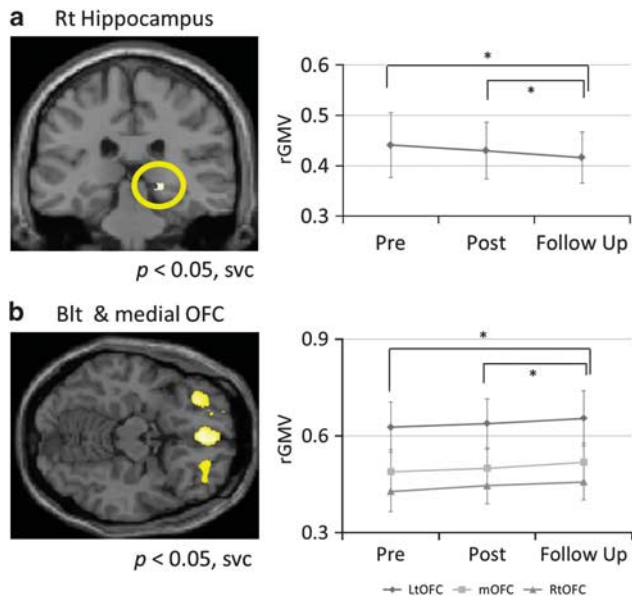 a Rt Hippocampus
p < 0.05, svc
0.6
0.5
0.4
0.3
rGMV
*
*
Pre Post Follow Up
b Blt & medial OFC
p < 0.05, svc
0.9
0.6
0.3
rGMV
*
*
Pre Post Follow Up
LtOFC mOFC RtOFC